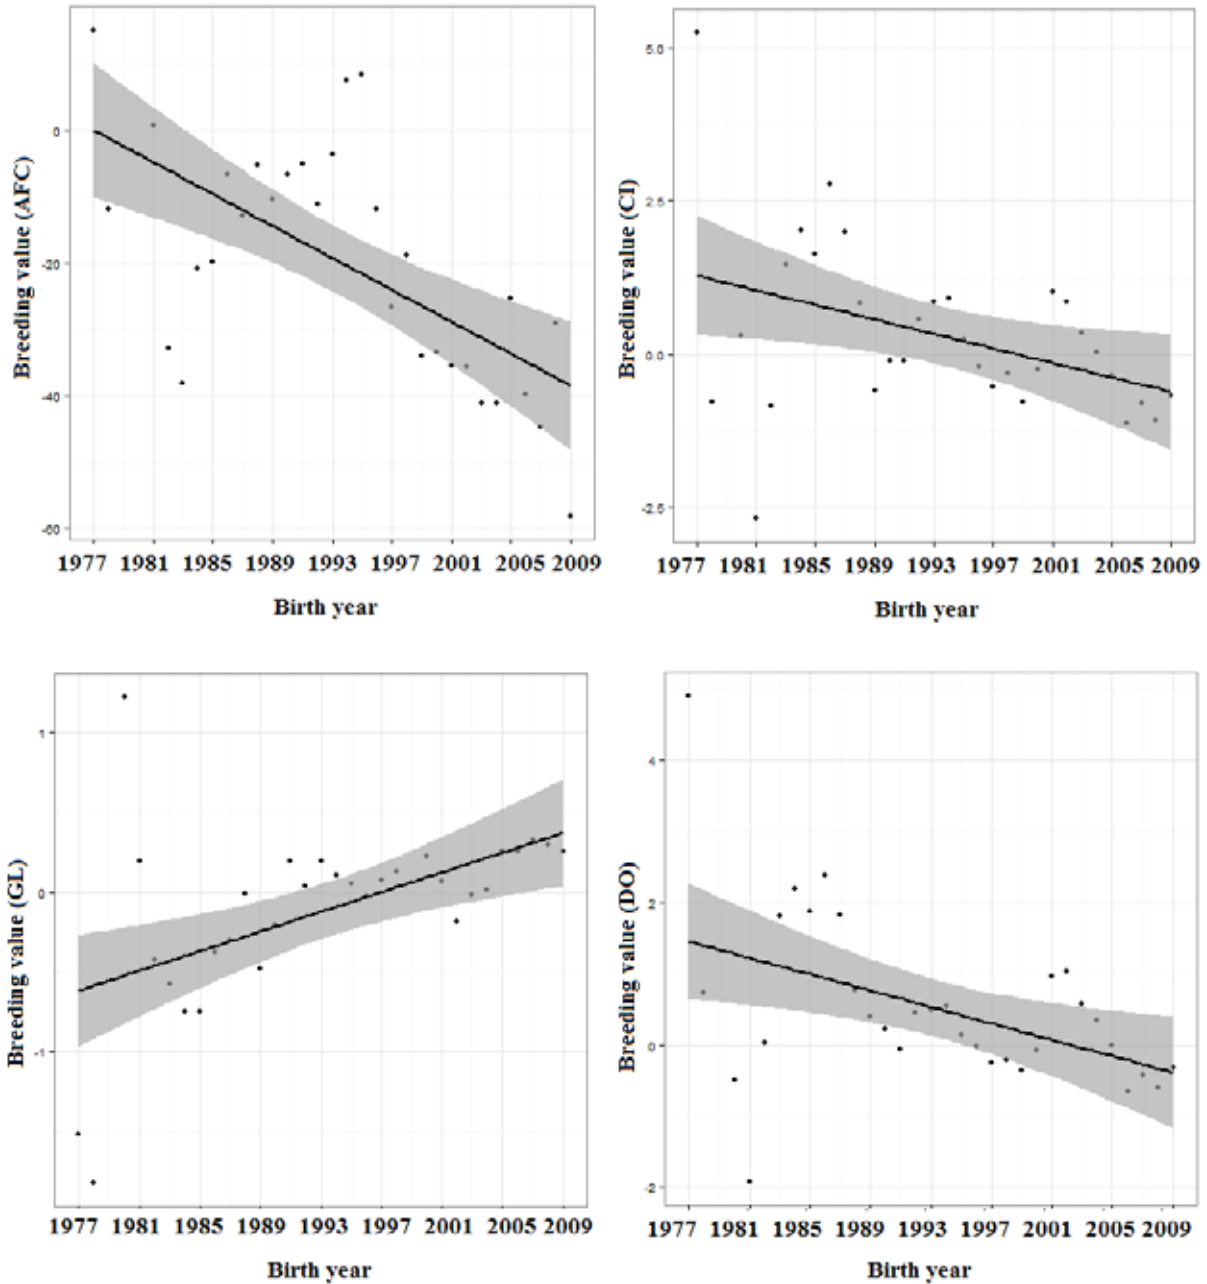 Breeding value (AFC)
0
-20
-40
-60
1977 1981 1985 1989 1993 1997 2001 2005 2009
Birth year
Breeding value (CI)
5.0
2.5
0.0
-2.5
1977 1981 1985 1989 1993 1997 2001 2005 2009
Birth year
Breeding value (GL)
1
0
-1
1977 1981 1985 1989 1993 1997 2001 2005 2009
Birth year
Breeding value (DO)
4
2
0
-2
1977 1981 1985 1989 1993 1997 2001 2005 2009
Birth year